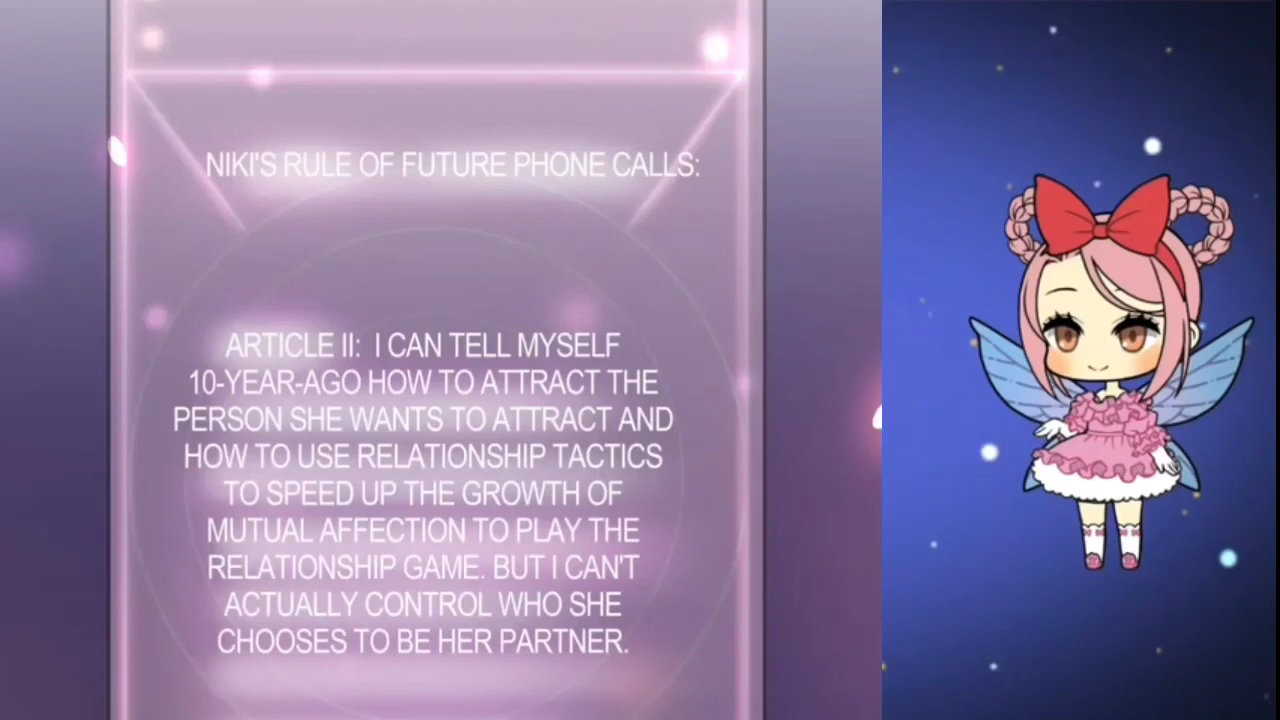 NIKI'S RULE OF FUTURE PHONE CALLS:
ARTICLE II: I CAN TELL MYSELF
10-YEAR-AGO HOW TO ATTRACT THE
PERSON SHE WANTS TO ATTRACT AND
HOW TO USE RELATIONSHIP TACTICS
TO SPEED UP THE GROWTH OF
MUTUAL AFFECTION TO PLAY THE
RELATIONSHIP GAME. BUT I CAN'T
ACTUALLY CONTROL WHO SHE
CHOOSES TO BE HER PARTNER.